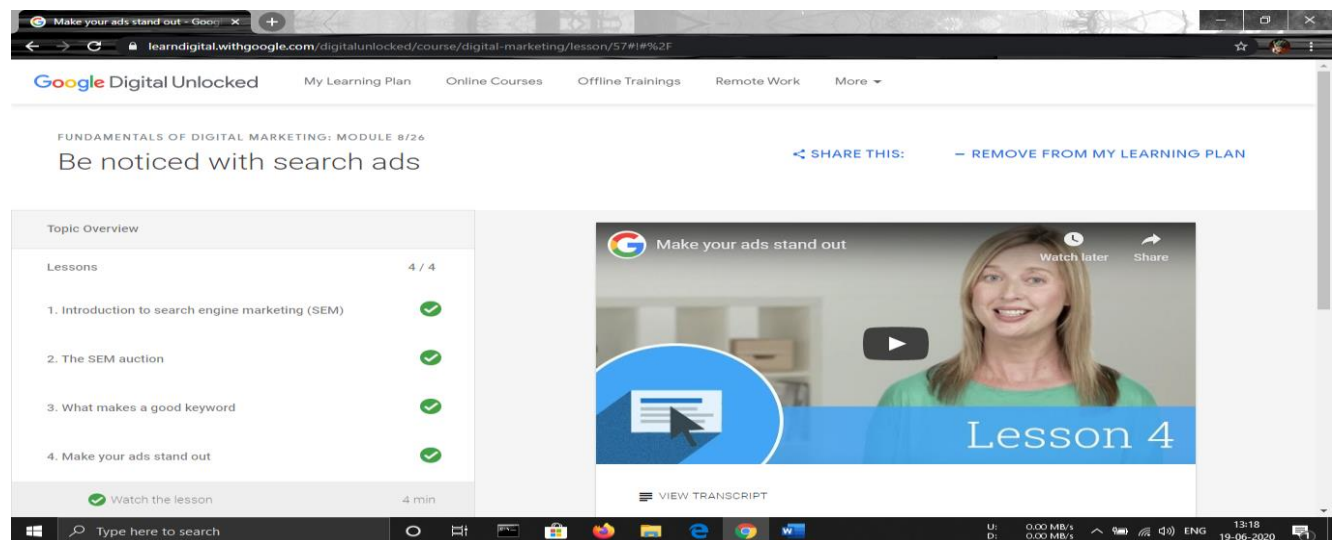 Make your ads stand out - Goog
learndigital.withgoogle.com/digitalunlocked/course/digital-marketing/lesson/57#!#%2F
Google Digital Unlocked My Learning Plan Online Courses Offline Trainings Remote Work More
FUNDAMENTALS OF DIGITAL MARKETING: MODULE 8/26
Be noticed with search ads
SHARE THIS: – REMOVE FROM MY LEARNING PLAN
Topic Overview
Lessons 4 / 4
1. Introduction to search engine marketing (SEM)
2. The SEM auction
3. What makes a good keyword
4. Make your ads stand out
Watch the lesson 4 min
G Make your ads stand out
Watch later Share
Lesson 4
VIEW TRANSCRIPT
Type here to search
U: 0.00 MB/s
D: 0.00 MB/s
ENG
13:18
19-06-2020